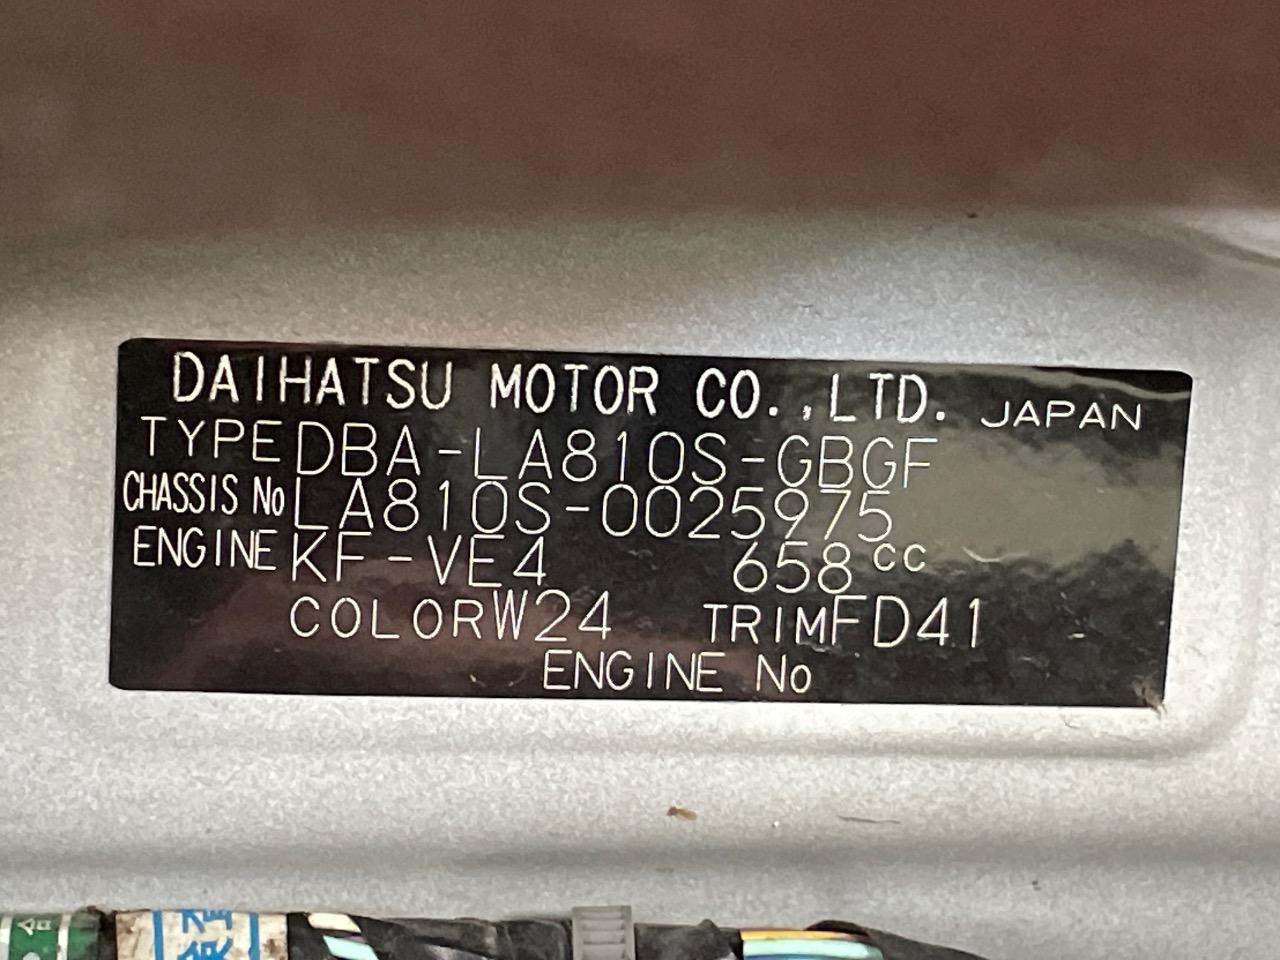 DAIHATSU MOTOR CO.,LTD. JAPAN
TYPE DBA-LA810S-GBGF
CHASSIS No LA810S-0025975
ENGINE KF-VE4 658cc
COLOR W24 TRIM FD41
ENGINE No